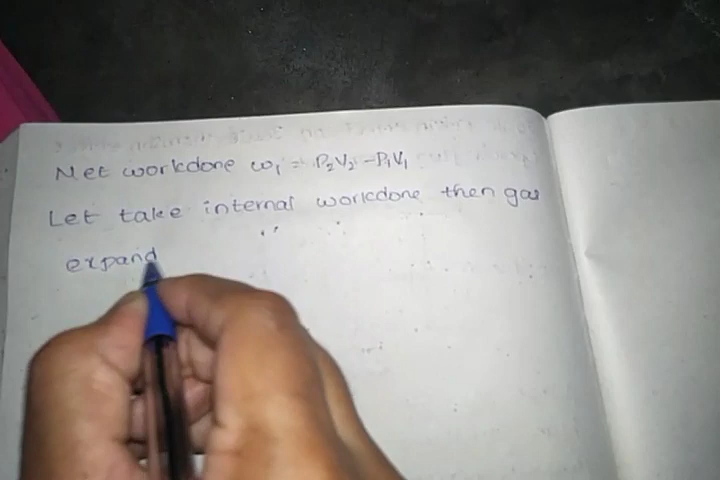 Net workdone w₁ = P₂V₂ - P₁V₁
Let take internal workdone then gas
expand